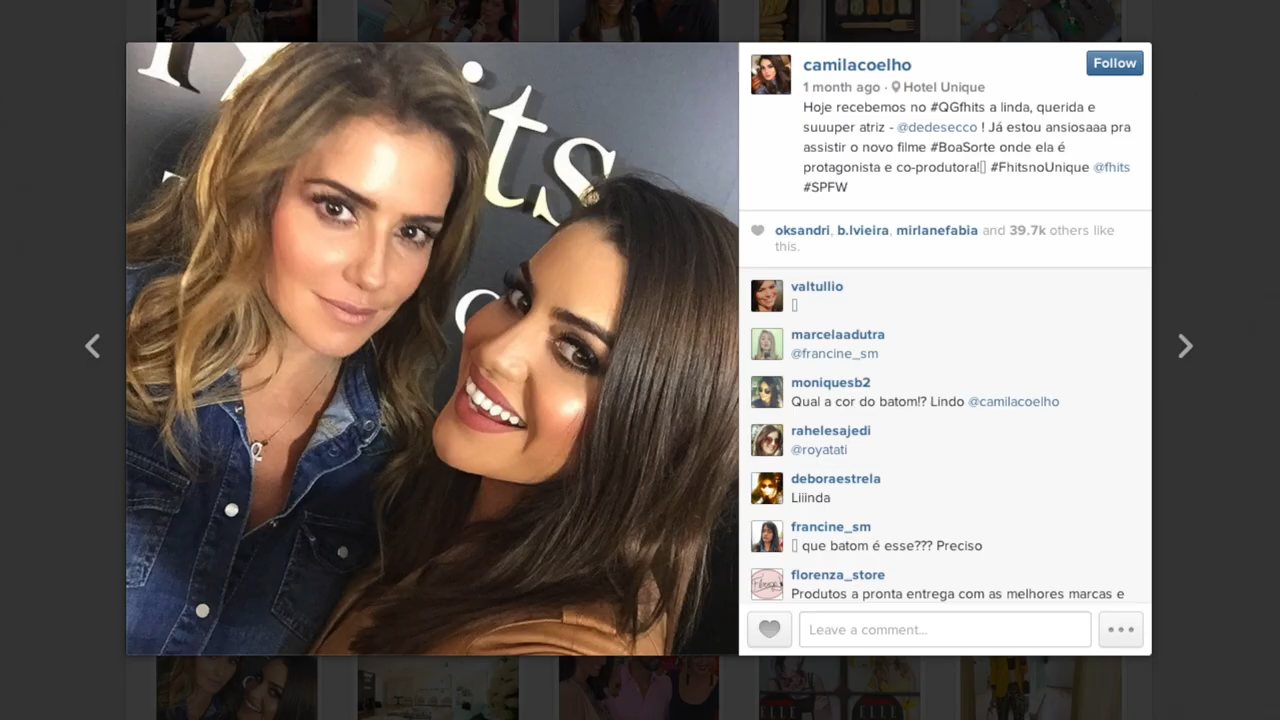 its
camilacoelho
Follow
1 month ago · Hotel Unique
Hoje recebemos no #QGfhits a linda, querida e
suuuper atriz - @dedesecco ! Já estou ansiosaaa pra
assistir o novo filme #BoaSorte onde ela é
protagonista e co-produtora! #FhitsnoUnique @fhits
#SPFW
oksandri, b.lvieira, mirlanefabia and 39.7k others like
this.
valtullio
marcelaadutra
@francine_sm
moniquesb2
Qual a cor do batom!? Lindo @camilacoelho
rahelesajedi
@royatati
deboraestrela
Liiinda
francine_sm
que batom é esse??? Preciso
florenza_store
Produtos a pronta entrega com as melhores marcas e
Leave a comment...
ELLE
ELLE